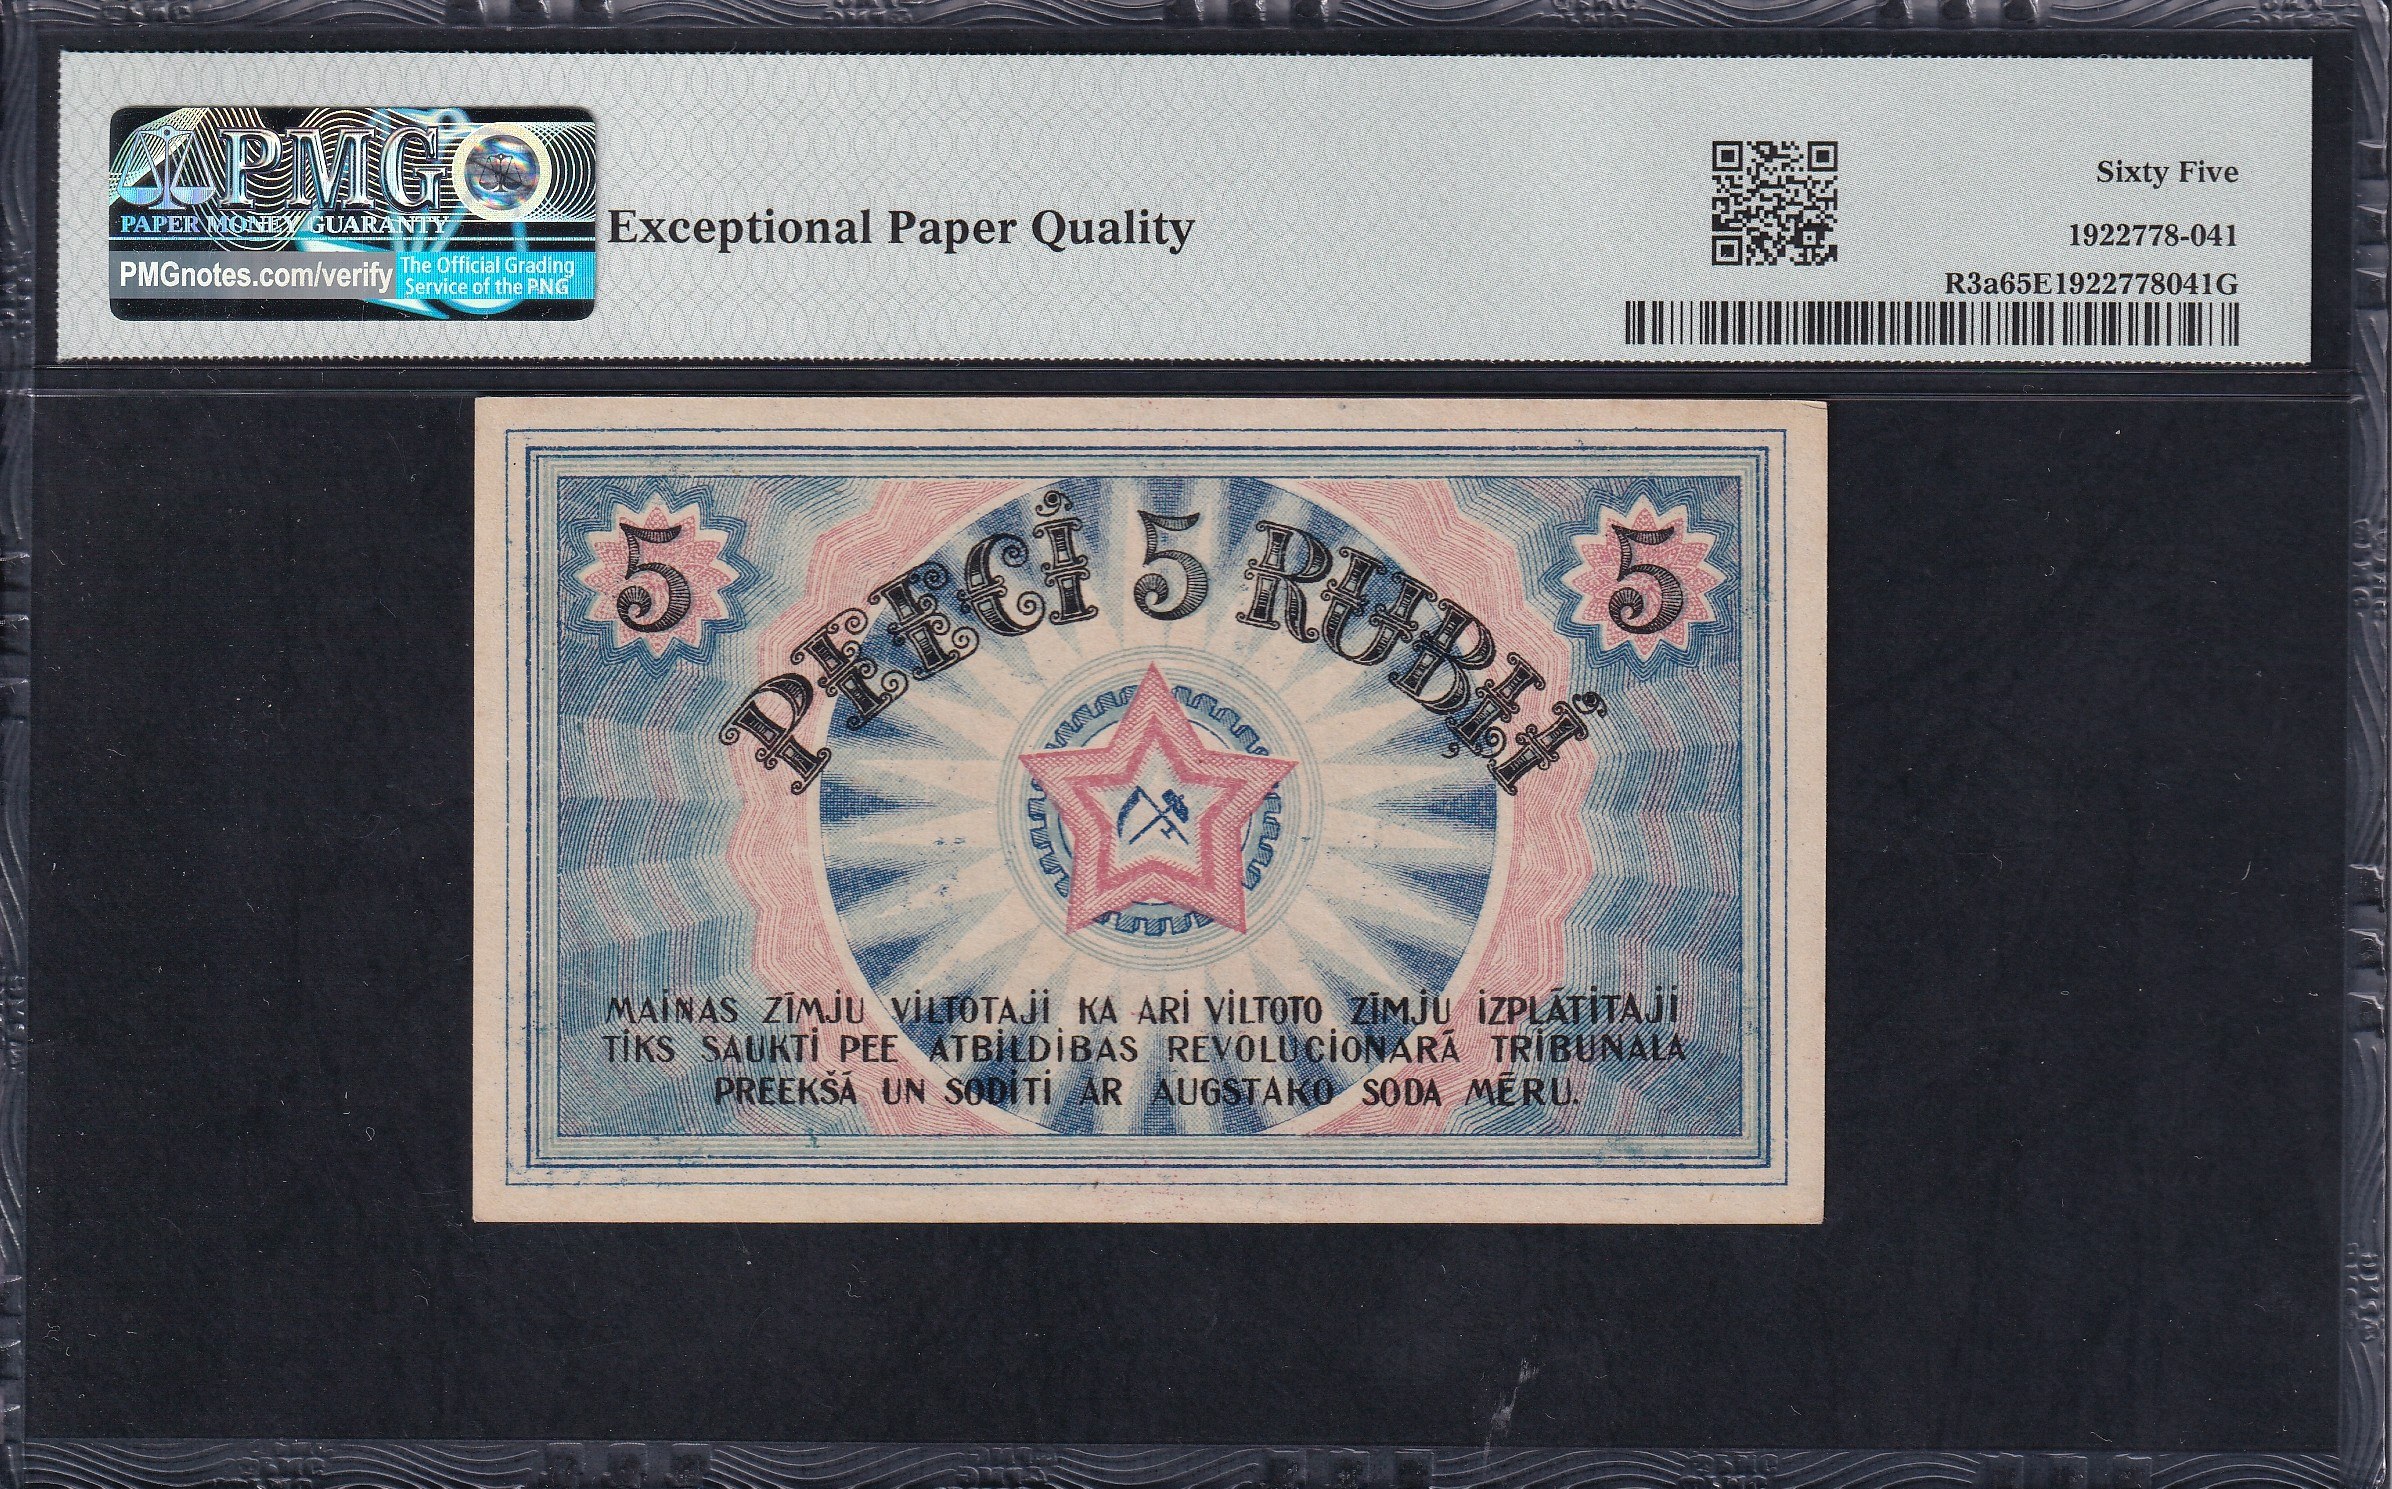 PMG
PAPER MONEY GUARANTY
PMGnotes.com/verify
The Official Grading
Service of the PNG
Exceptional Paper Quality
Sixty Five
1922778-041
R3a65E1922778041G
5
PEECI 5 RUBĻI
5
MAINAS ZĪMJU VILTOTAJI KA ARI VILTOTO ZĪMJU IZPLĀTITAJI
TIKS SAUKTI PEE ATBILDIBAS REVOLUCIONARĀ TRIBUNALA
PREEKŠĀ UN SODITI AR AUGSTAKO SODA MĒRU.